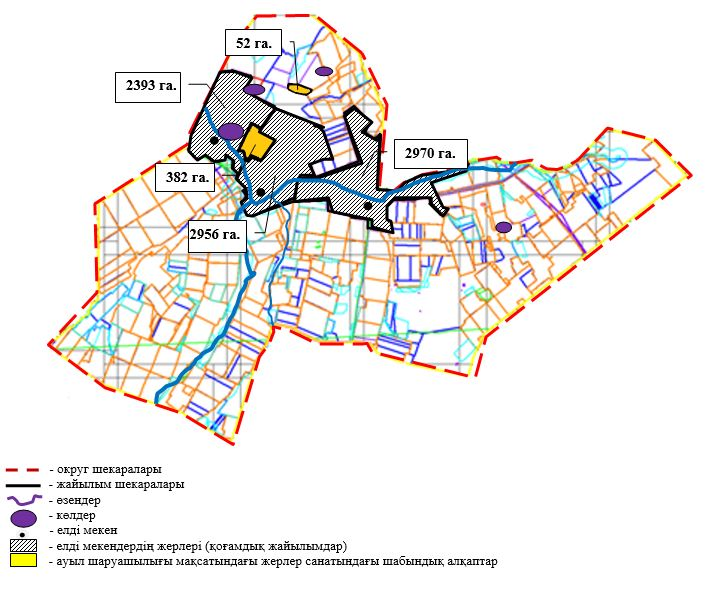 52 га.
2393 га.
2970 га.
382 га.
2956 га.
- округ шекаралары
- жайылым шекаралары
- өзендер
- көлдер
- елді мекен
- елді мекендердің жерлері (қоғамдық жайылымдар)
- ауыл шаруашылығы мақсатындағы жерлер санатындағы шабындық алқаптар